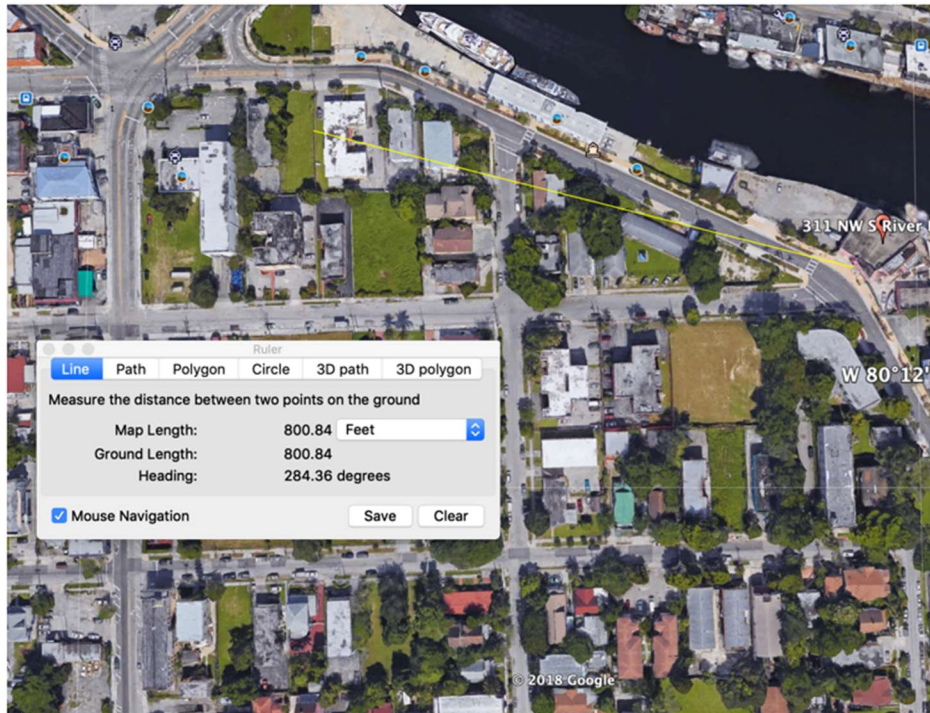 311 NW S River
Ruler
Line Path Polygon Circle 3D path 3D polygon
Measure the distance between two points on the ground
Map Length: 800.84 Feet
Ground Length: 800.84
Heading: 284.36 degrees
W 80°12'
Mouse Navigation Save Clear
© 2018 Google